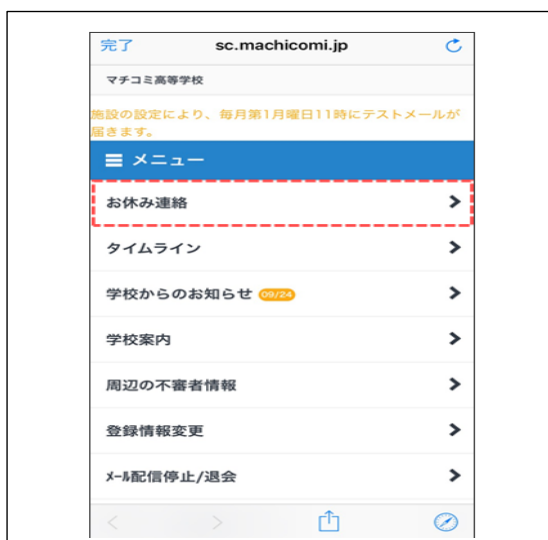 完了 sc.machicomi.jp
マチコミ高等学校
施設の設定により、毎月第1月曜日11時にテストメールが
届きます。
メニュー
お休み連絡
タイムライン
学校からのお知らせ 09/24
学校案内
周辺の不審者情報
登録情報変更
ﾒｰﾙ配信停止/退会